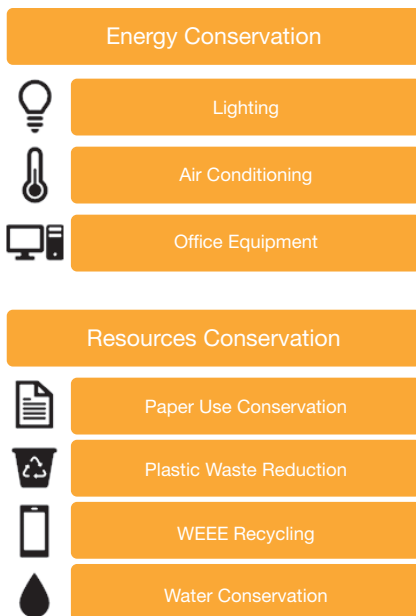 Energy Conservation
Lighting
Air Conditioning
Office Equipment
Resources Conservation
Paper Use Conservation
Plastic Waste Reduction
WEEE Recycling
Water Conservation